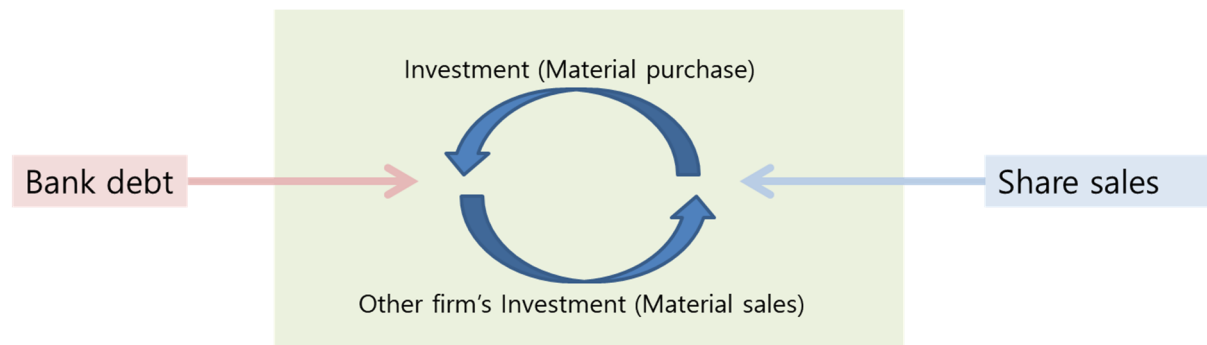 Investment (Material purchase)
Bank debt
Share sales
Other firm’s Investment (Material sales)